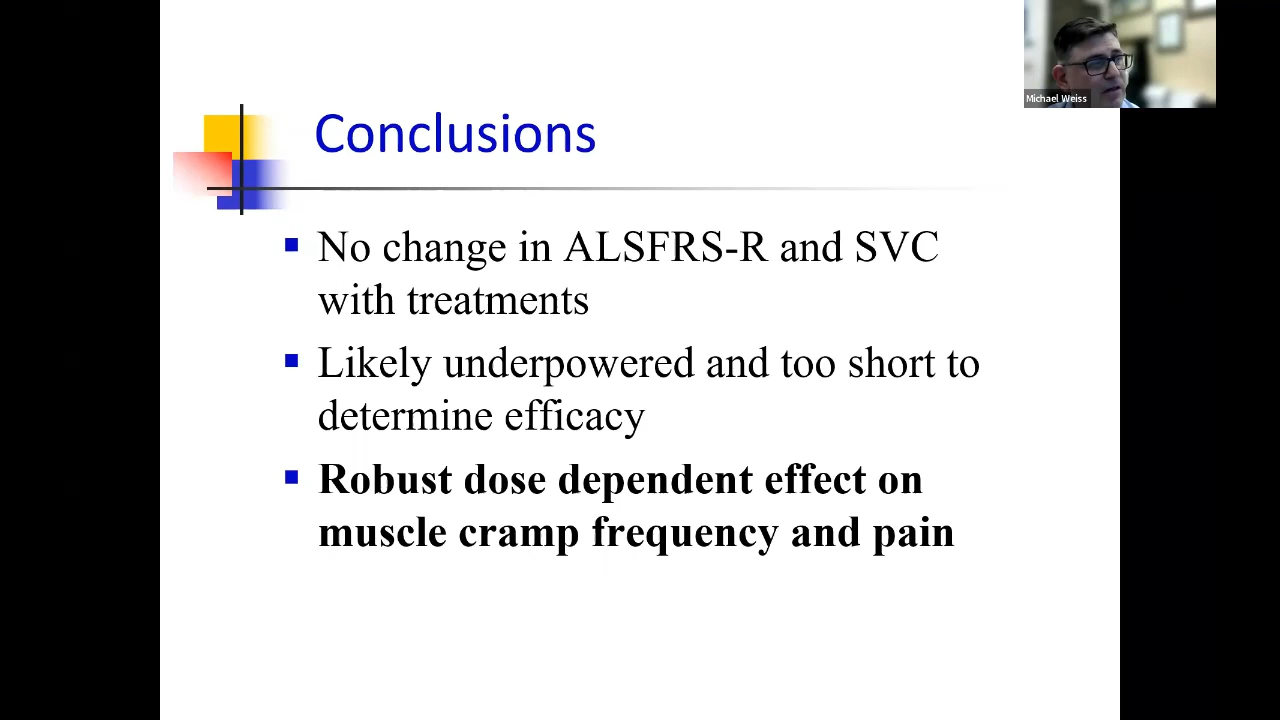 Michael Weiss
Conclusions
No change in ALSFRS-R and SVC
with treatments
Likely underpowered and too short to
determine efficacy
Robust dose dependent effect on
muscle cramp frequency and pain